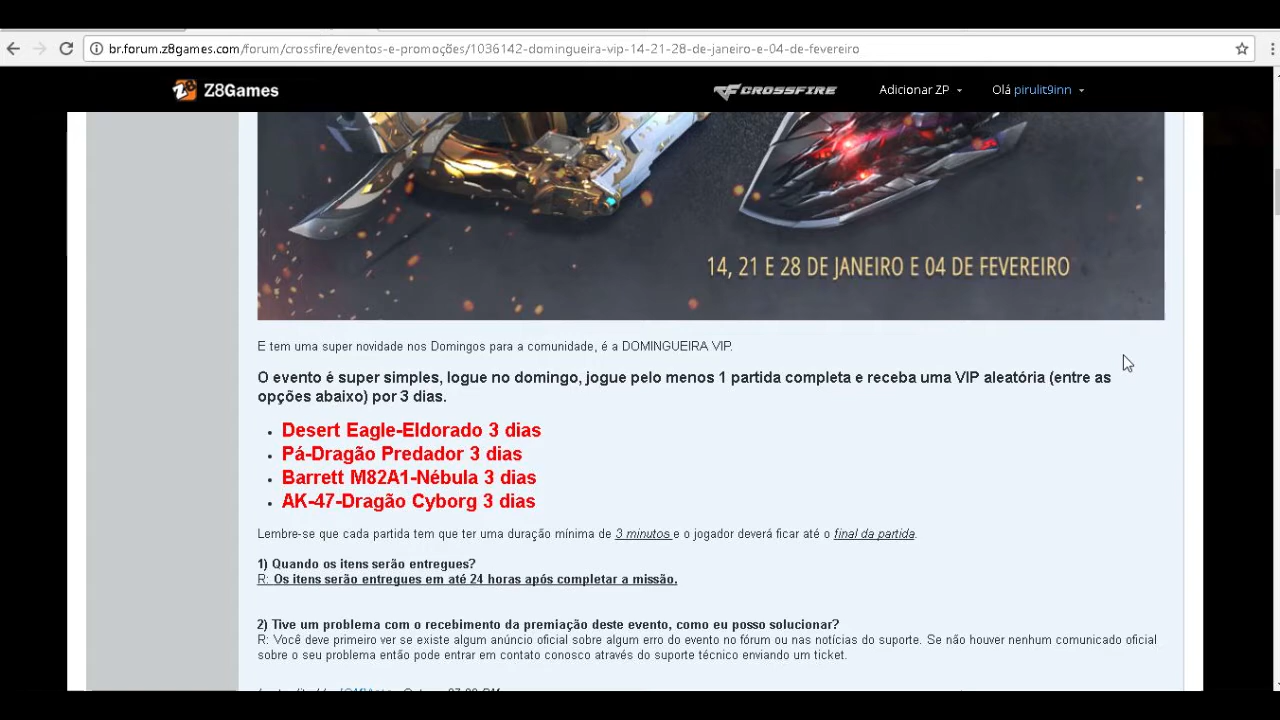 br.forum.z8games.com/forum/crossfire/eventos-e-promoções/1036142-domingueira-vip-14-21-28-de-janeiro-e-04-de-fevereiro
Z8Games CROSSFIRE Adicionar ZP Olá pirulit9inn
14, 21 E 28 DE JANEIRO E 04 DE FEVEREIRO
E tem uma super novidade nos Domingos para a comunidade, é a DOMINGUEIRA VIP.
O evento é super simples, logue no domingo, jogue pelo menos 1 partida completa e receba uma VIP aleatória (entre as
opções abaixo) por 3 dias.
• Desert Eagle-Eldorado 3 dias
• Pá-Dragão Predador 3 dias
• Barrett M82A1-Nébula 3 dias
• AK-47-Dragão Cyborg 3 dias
Lembre-se que cada partida tem que ter uma duração mínima de 3 minutos e o jogador deverá ficar até o final da partida.
1) Quando os itens serão entregues?
R: Os itens serão entregues em até 24 horas após completar a missão.
2) Tive um problema com o recebimento da premiação deste evento, como eu posso solucionar?
R: Você deve primeiro ver se existe algum anúncio oficial sobre algum erro do evento no fórum ou nas notícias do suporte. Se não houver nenhum comunicado oficial
sobre o seu problema então pode entrar em contato conosco através do suporte técnico enviando um ticket.